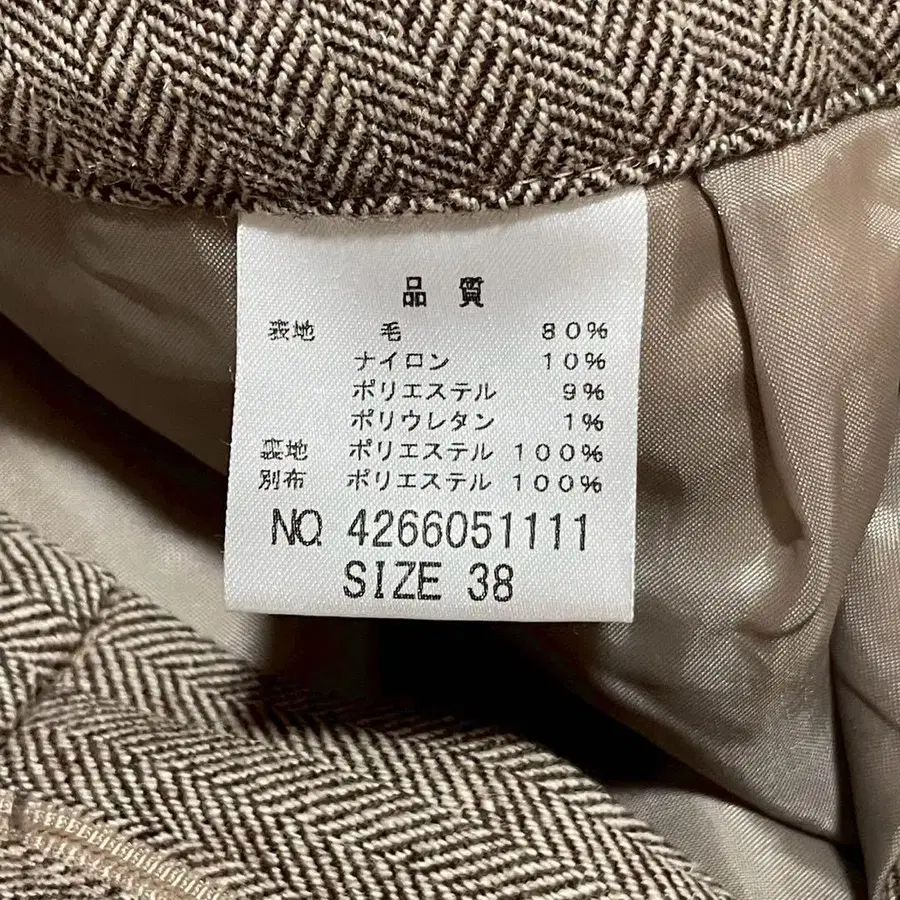 品質
表地 毛 80%
ナイロン 10%
ポリエステル 9%
ポリウレタン 1%
裏地 ポリエステル 100%
別布 ポリエステル 100%
NO. 4266051111
SIZE 38